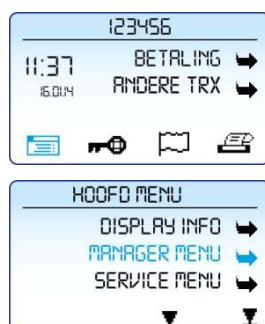 123456
11:37
BETALING
16.01.14
ANDERE TRX
HOOFD MENU
DISPLAY INFO
MANAGER MENU
SERVICE MENU